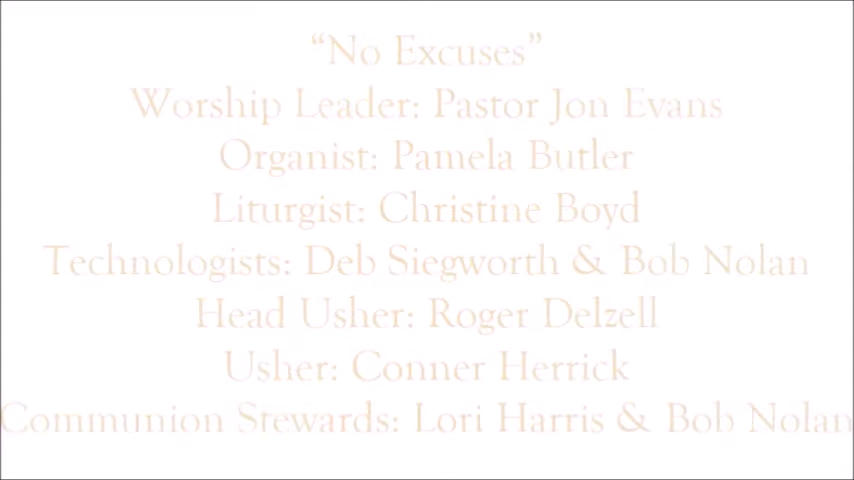 “No Excuses”
Worship Leader: Pastor Jon Evans
Organist: Pamela Butler
Liturgist: Christine Boyd
Technologists: Deb Siegworth & Bob Nolan
Head Usher: Roger Delzell
Usher: Conner Herrick
Communion Stewards: Lori Harris & Bob Nolan